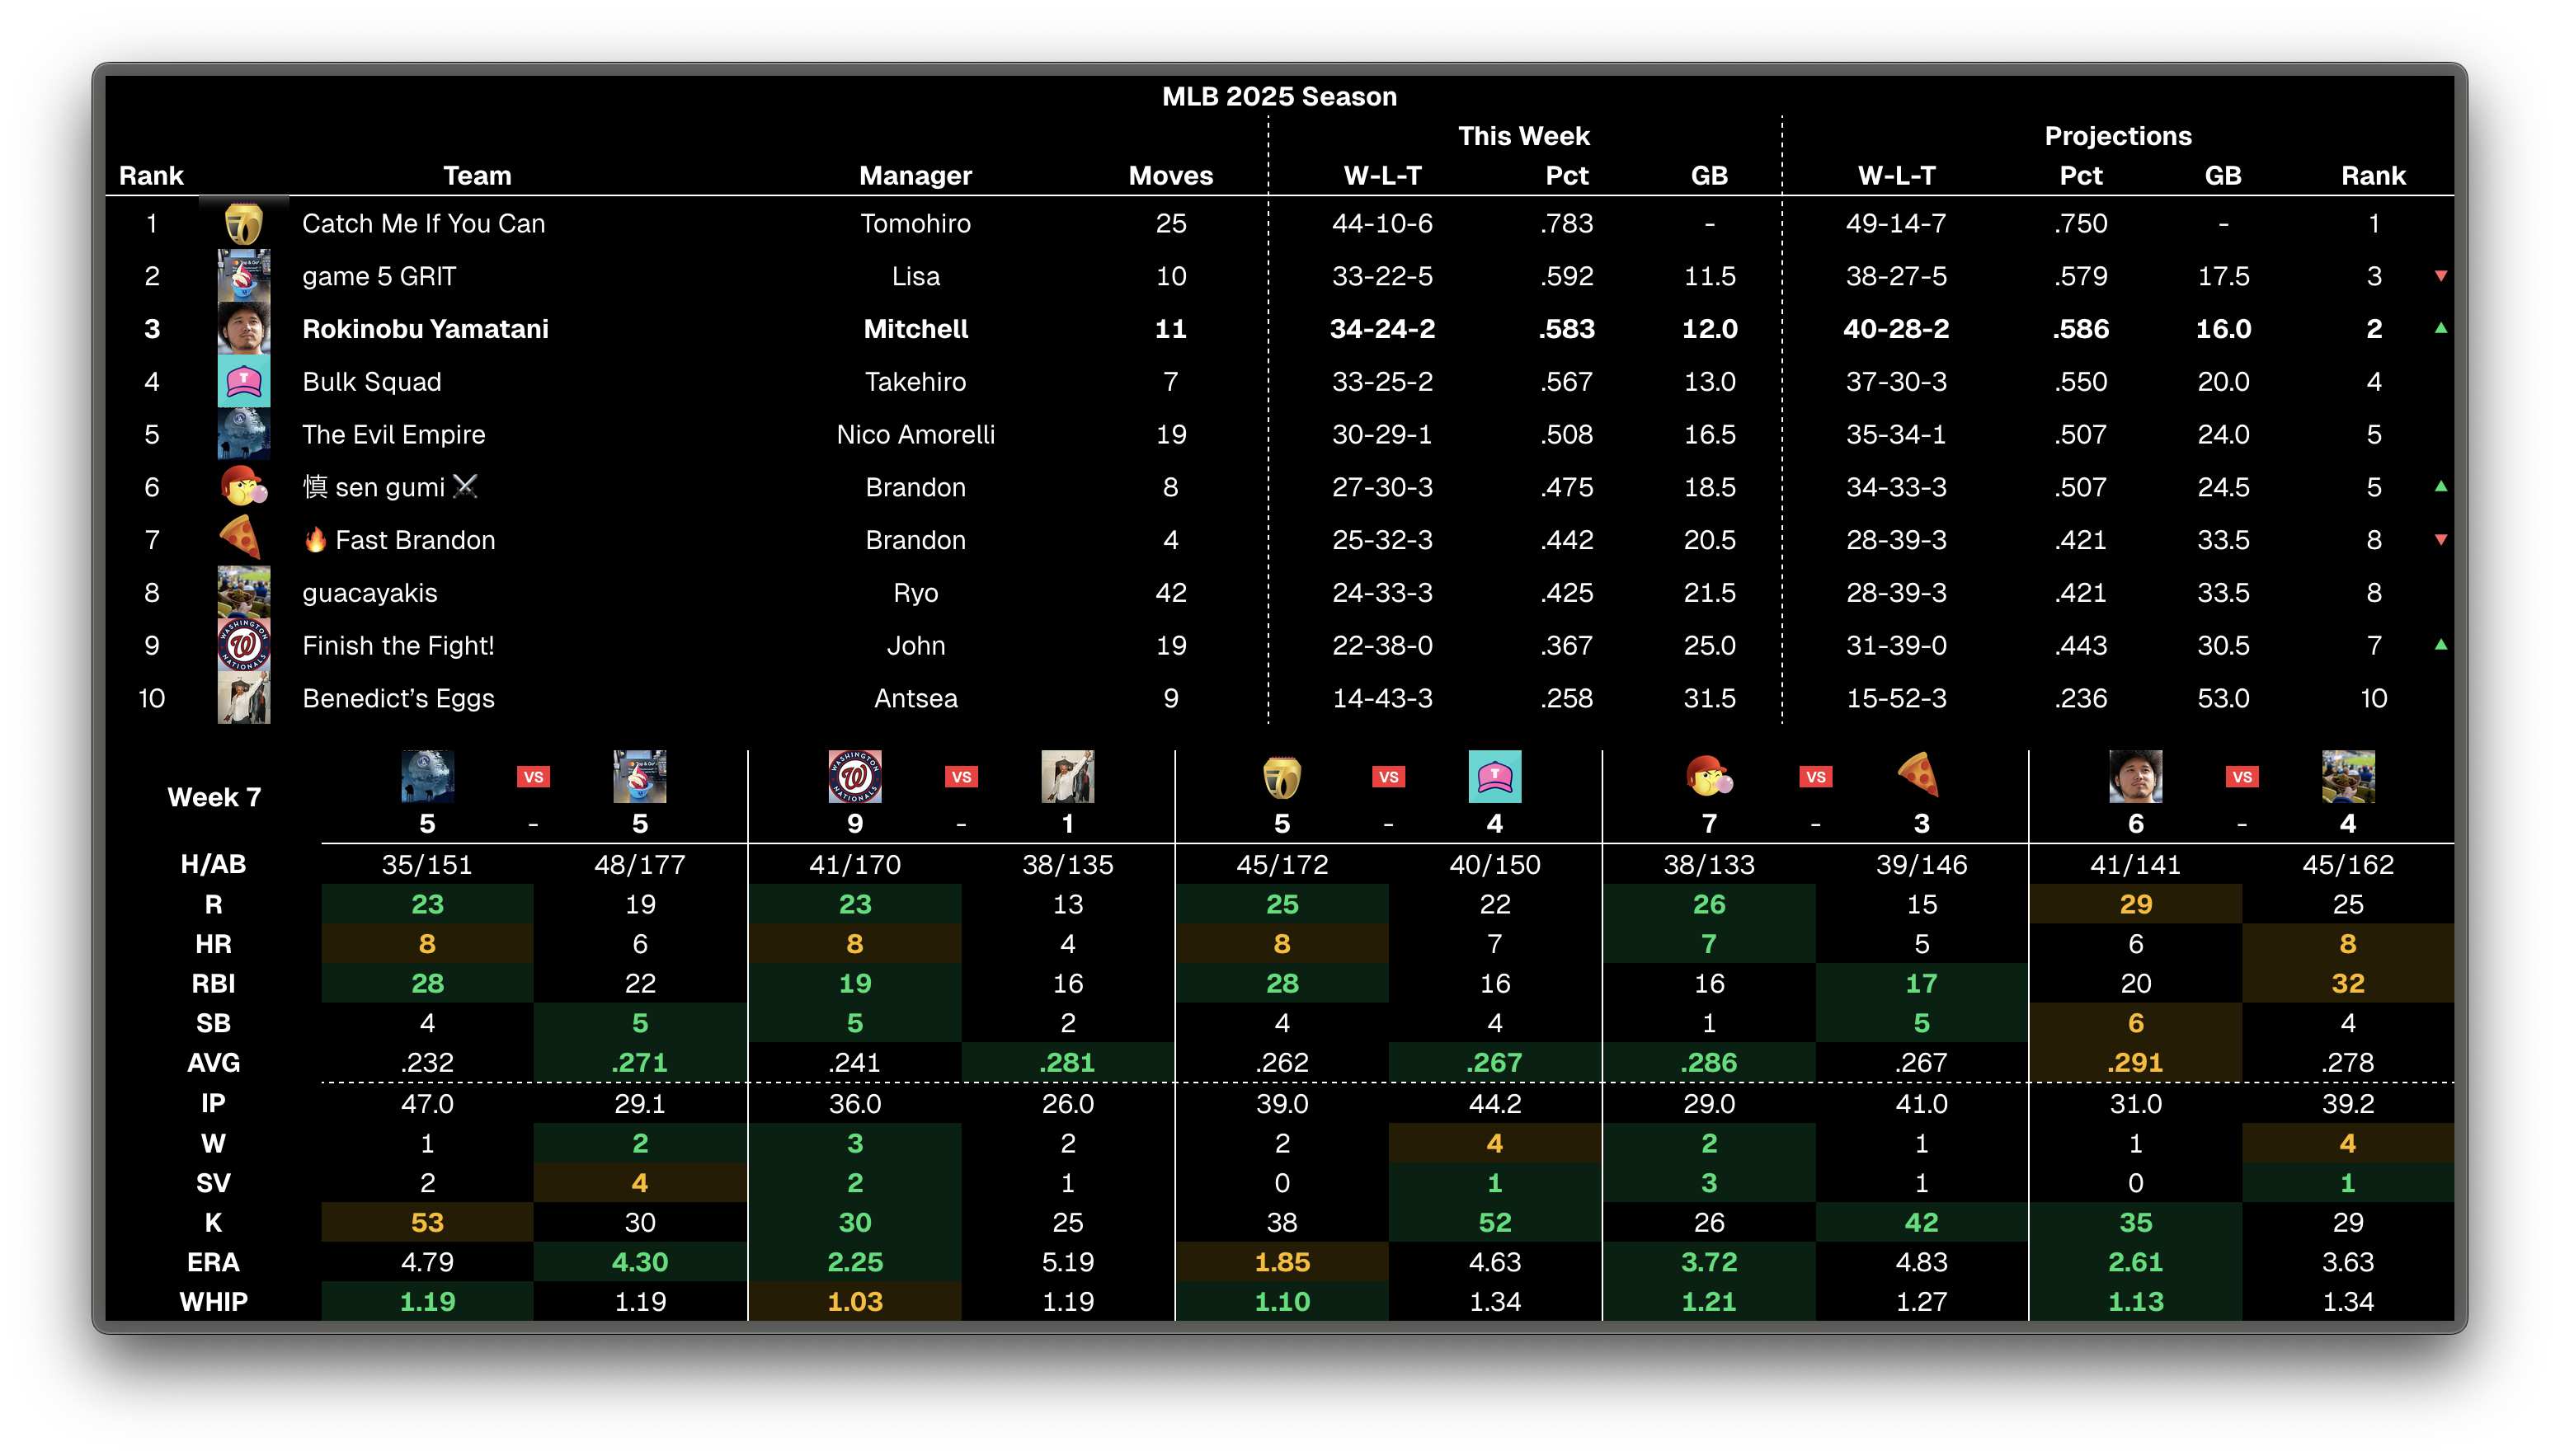 MLB 2025 Season
This Week Projections
Rank Team Manager Moves W-L-T Pct GB W-L-T Pct GB Rank
1 Catch Me If You Can Tomohiro 25 44-10-6 .783 - 49-14-7 .750 - 1
2 game 5 GRIT Lisa 10 33-22-5 .592 11.5 38-27-5 .579 17.5 3 ▼
3 Rokinobu Yamatani Mitchell 11 34-24-2 .583 12.0 40-28-2 .586 16.0 2 ▲
4 T Bulk Squad Takehiro 7 33-25-2 .567 13.0 37-30-3 .550 20.0 4
5 The Evil Empire Nico Amorelli 19 30-29-1 .508 16.5 35-34-1 .507 24.0 5
6 慎 sen gumi ⚔ Brandon 8 27-30-3 .475 18.5 34-33-3 .507 24.5 5 ▲
7 🔥 Fast Brandon Brandon 4 25-32-3 .442 20.5 28-39-3 .421 33.5 8 ▼
8 guacayakis Ryo 42 24-33-3 .425 21.5 28-39-3 .421 33.5 8
9 WASHINGTON W NATIONALS Finish the Fight! John 19 22-38-0 .367 25.0 31-39-0 .443 30.5 7 ▲
10 Benedict’s Eggs Antsea 9 14-43-3 .258 31.5 15-52-3 .236 53.0 10
Week 7 VS WASHINGTON W NATIONALS VS VS T VS VS
5 - 5 9 - 1 5 - 4 7 - 3 6 - 4
H/AB 35/151 48/177 41/170 38/135 45/172 40/150 38/133 39/146 41/141 45/162
R 23 19 23 13 25 22 26 15 29 25
HR 8 6 8 4 8 7 7 5 6 8
RBI 28 22 19 16 28 16 16 17 20 32
SB 4 5 5 2 4 4 1 5 6 4
AVG .232 .271 .241 .281 .262 .267 .286 .267 .291 .278
IP 47.0 29.1 36.0 26.0 39.0 44.2 29.0 41.0 31.0 39.2
W 1 2 3 2 2 4 2 1 1 4
SV 2 4 2 1 0 1 3 1 0 1
K 53 30 30 25 38 52 26 42 35 29
ERA 4.79 4.30 2.25 5.19 1.85 4.63 3.72 4.83 2.61 3.63
WHIP 1.19 1.19 1.03 1.19 1.10 1.34 1.21 1.27 1.13 1.34